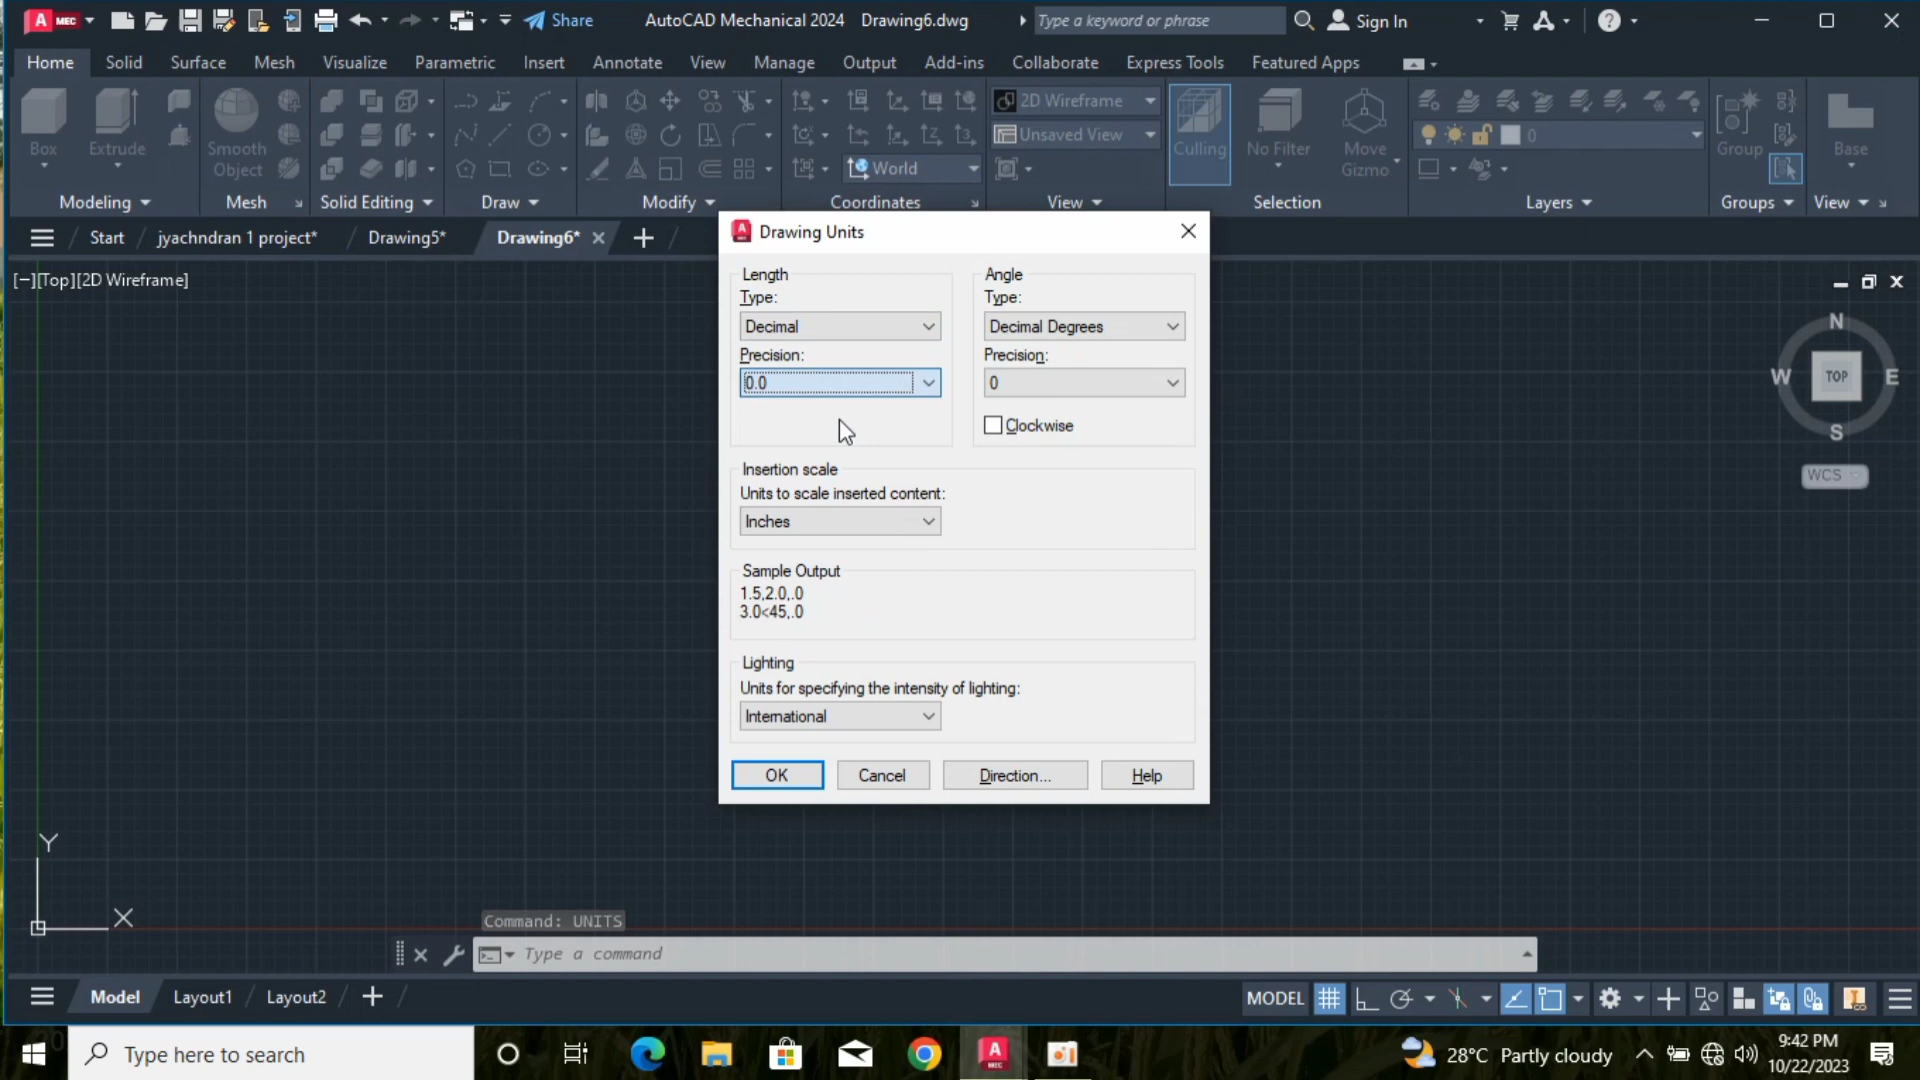 MEC
Share
AutoCAD Mechanical 2024 Drawing6.dwg
Type a keyword or phrase
Sign In
Home Solid Surface Mesh Visualize Parametric Insert Annotate View Manage Output Add-ins Collaborate Express Tools Featured Apps
2D Wireframe
Unsaved View
World
Box
Extrude
Smooth
Object
Culling
No Filter
Move
Gizmo
0
Group
Base
Modeling Mesh Solid Editing Draw Modify Coordinates View Selection Layers Groups View
Start jyachndran 1 project* Drawing5* Drawing6*
[−][Top][2D Wireframe]
Drawing Units
Length
Type:
Decimal
Precision:
0.0
Angle
Type:
Decimal Degrees
Precision:
0
Clockwise
Insertion scale
Units to scale inserted content:
Inches
Sample Output
1.5,2.0,.0
3.0<45,.0
Lighting
Units for specifying the intensity of lighting:
International
OK Cancel Direction... Help
N
W TOP E
S
WCS
Y
X
Command: UNITS
Type a command
Model Layout1 Layout2
MODEL
Type here to search
28°C Partly cloudy
9:42 PM
10/22/2023